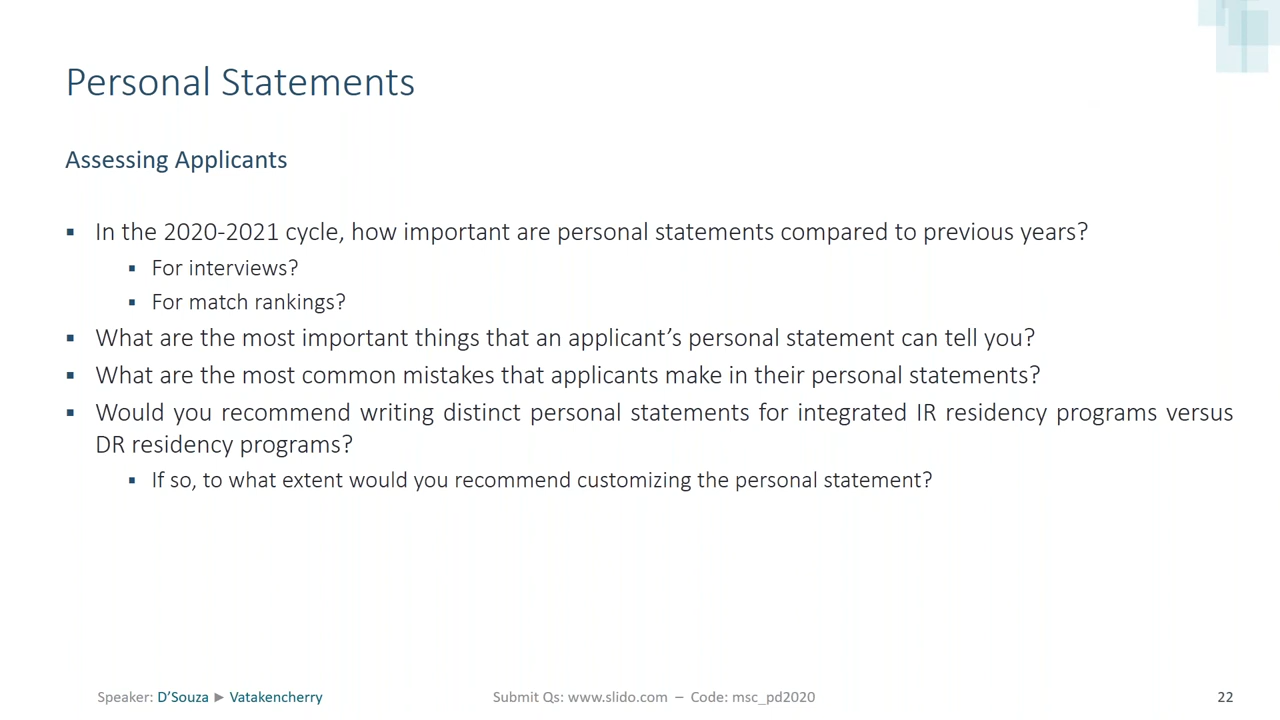 Personal Statements
Assessing Applicants
▪ In the 2020-2021 cycle, how important are personal statements compared to previous years?
▪ For interviews?
▪ For match rankings?
▪ What are the most important things that an applicant’s personal statement can tell you?
▪ What are the most common mistakes that applicants make in their personal statements?
▪ Would you recommend writing distinct personal statements for integrated IR residency programs versus
DR residency programs?
▪ If so, to what extent would you recommend customizing the personal statement?
Speaker: D’Souza ► Vatakencherry
Submit Qs: www.slido.com – Code: msc_pd2020
22